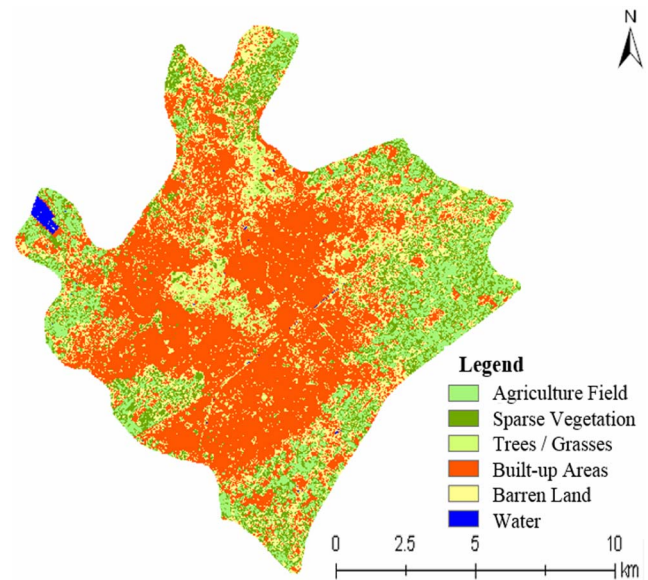 N
Legend
Agriculture Field
Sparse Vegetation
Trees / Grasses
Built-up Areas
Barren Land
Water
0 2.5 5 10
km